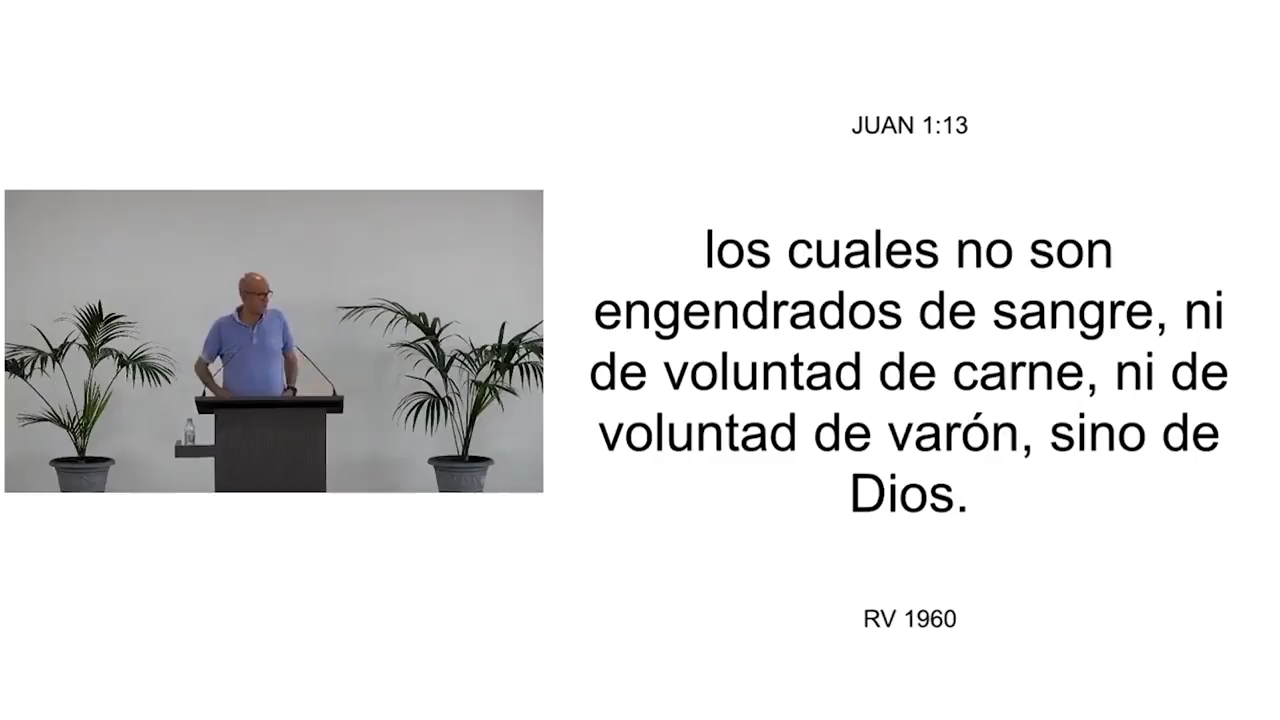 JUAN 1:13
los cuales no son
engendrados de sangre, ni
de voluntad de carne, ni de
voluntad de varón, sino de
Dios.
RV 1960